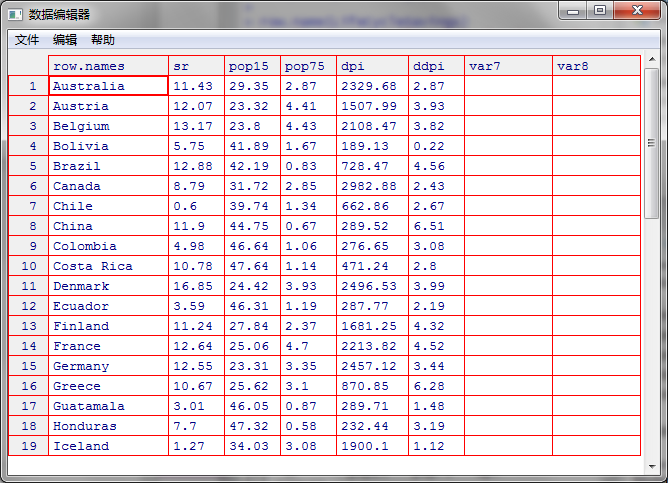 数据编辑器
文件 编辑 帮助
row.names sr pop15 pop75 dpi ddpi var7 var8
1 Australia 11.43 29.35 2.87 2329.68 2.87
2 Austria 12.07 23.32 4.41 1507.99 3.93
3 Belgium 13.17 23.8 4.43 2108.47 3.82
4 Bolivia 5.75 41.89 1.67 189.13 0.22
5 Brazil 12.88 42.19 0.83 728.47 4.56
6 Canada 8.79 31.72 2.85 2982.88 2.43
7 Chile 0.6 39.74 1.34 662.86 2.67
8 China 11.9 44.75 0.67 289.52 6.51
9 Colombia 4.98 46.64 1.06 276.65 3.08
10 Costa Rica 10.78 47.64 1.14 471.24 2.8
11 Denmark 16.85 24.42 3.93 2496.53 3.99
12 Ecuador 3.59 46.31 1.19 287.77 2.19
13 Finland 11.24 27.84 2.37 1681.25 4.32
14 France 12.64 25.06 4.7 2213.82 4.52
15 Germany 12.55 23.31 3.35 2457.12 3.44
16 Greece 10.67 25.62 3.1 870.85 6.28
17 Guatamala 3.01 46.05 0.87 289.71 1.48
18 Honduras 7.7 47.32 0.58 232.44 3.19
19 Iceland 1.27 34.03 3.08 1900.1 1.12